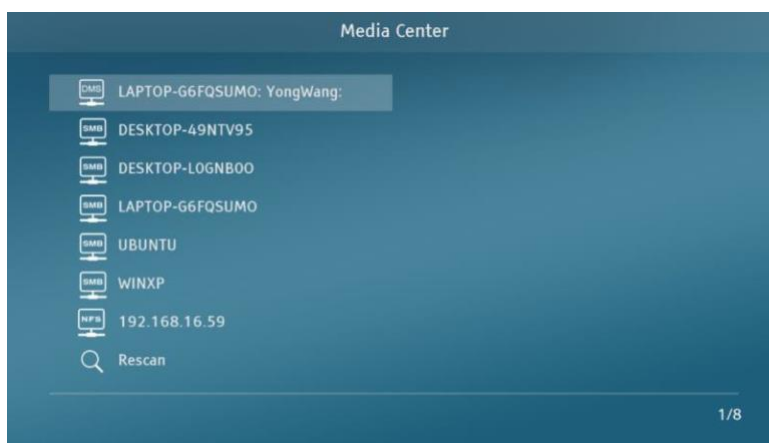 Media Center
DMS LAPTOP-G6FQSUMO: YongWang:
SMB DESKTOP-49NTV95
SMB DESKTOP-L0GNB0O
SMB LAPTOP-G6FQSUMO
SMB UBUNTU
SMB WINXP
NFS 192.168.16.59
Rescan
1/8